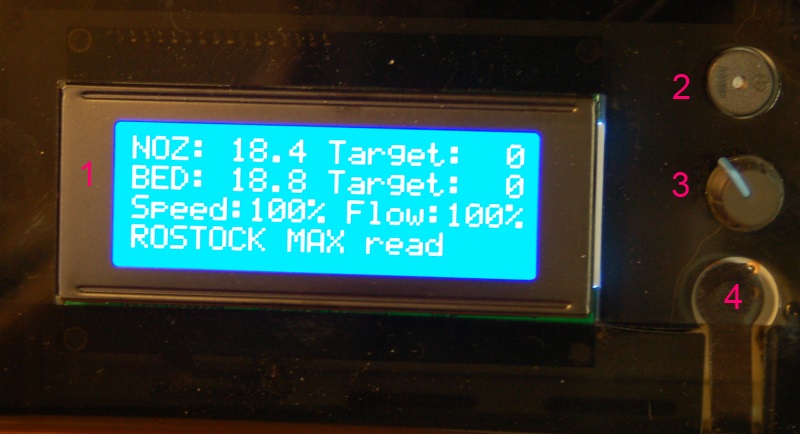 NOZ: 18.4 Target: 0
BED: 18.8 Target: 0
Speed:100% Flow:100%
ROSTOCK MAX read
1
2
3
4